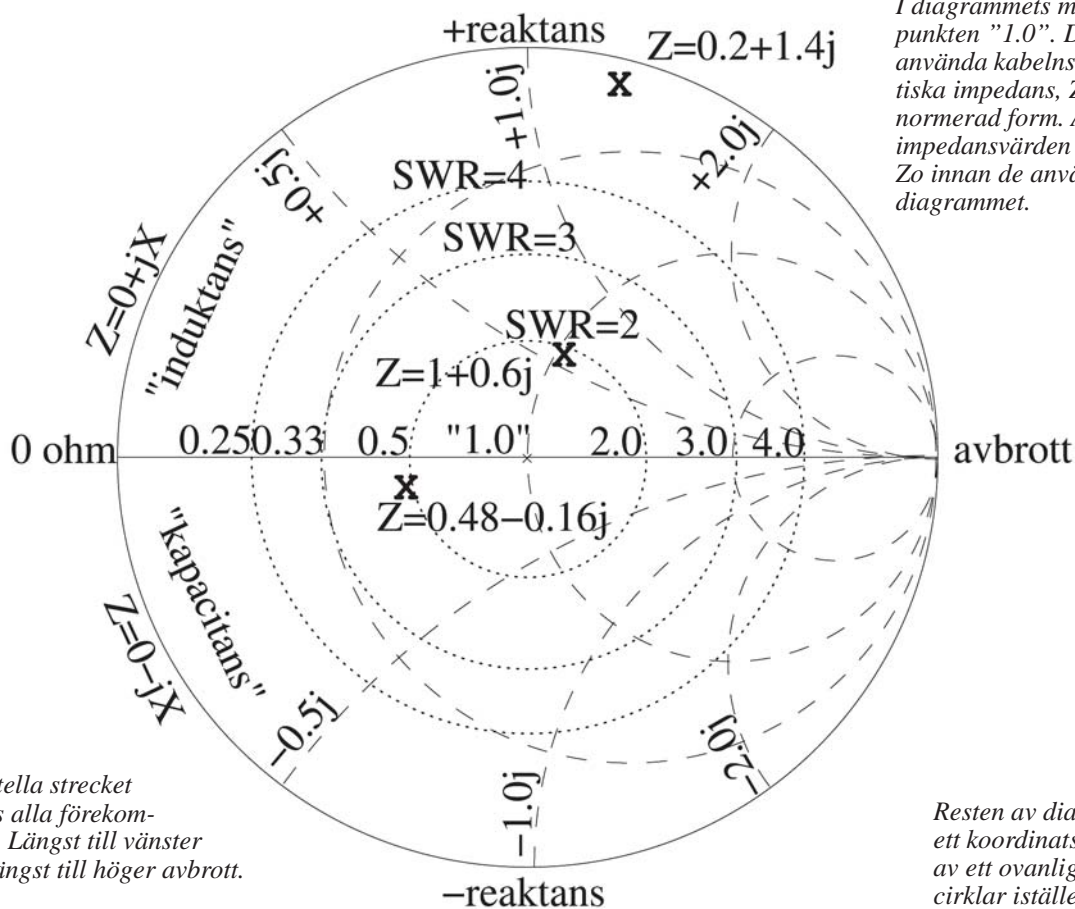 I diagrammets m
punkten ”1.0”. D
använda kabelns
tiska impedans, Z
normerad form. A
impedansvärden
Zo innan de anvä
diagrammet.
+reaktans
Z=0.2+1.4j
+1.0j
+2.0j
+0.5j
SWR=4
SWR=3
SWR=2
Z=0+jX
"induktans"
Z=1+0.6j
0 ohm
0.25
0.33
0.5
"1.0"
2.0
3.0
4.0
avbrott
Z=0.48−0.16j
"kapacitans"
Z=0−jX
−0.5j
−1.0j
−2.0j
−reaktans
tella strecket
s alla förekom-
Längst till vänster
ängst till höger avbrott.
Resten av dia
ett koordinats
av ett ovanlig
cirklar iställe